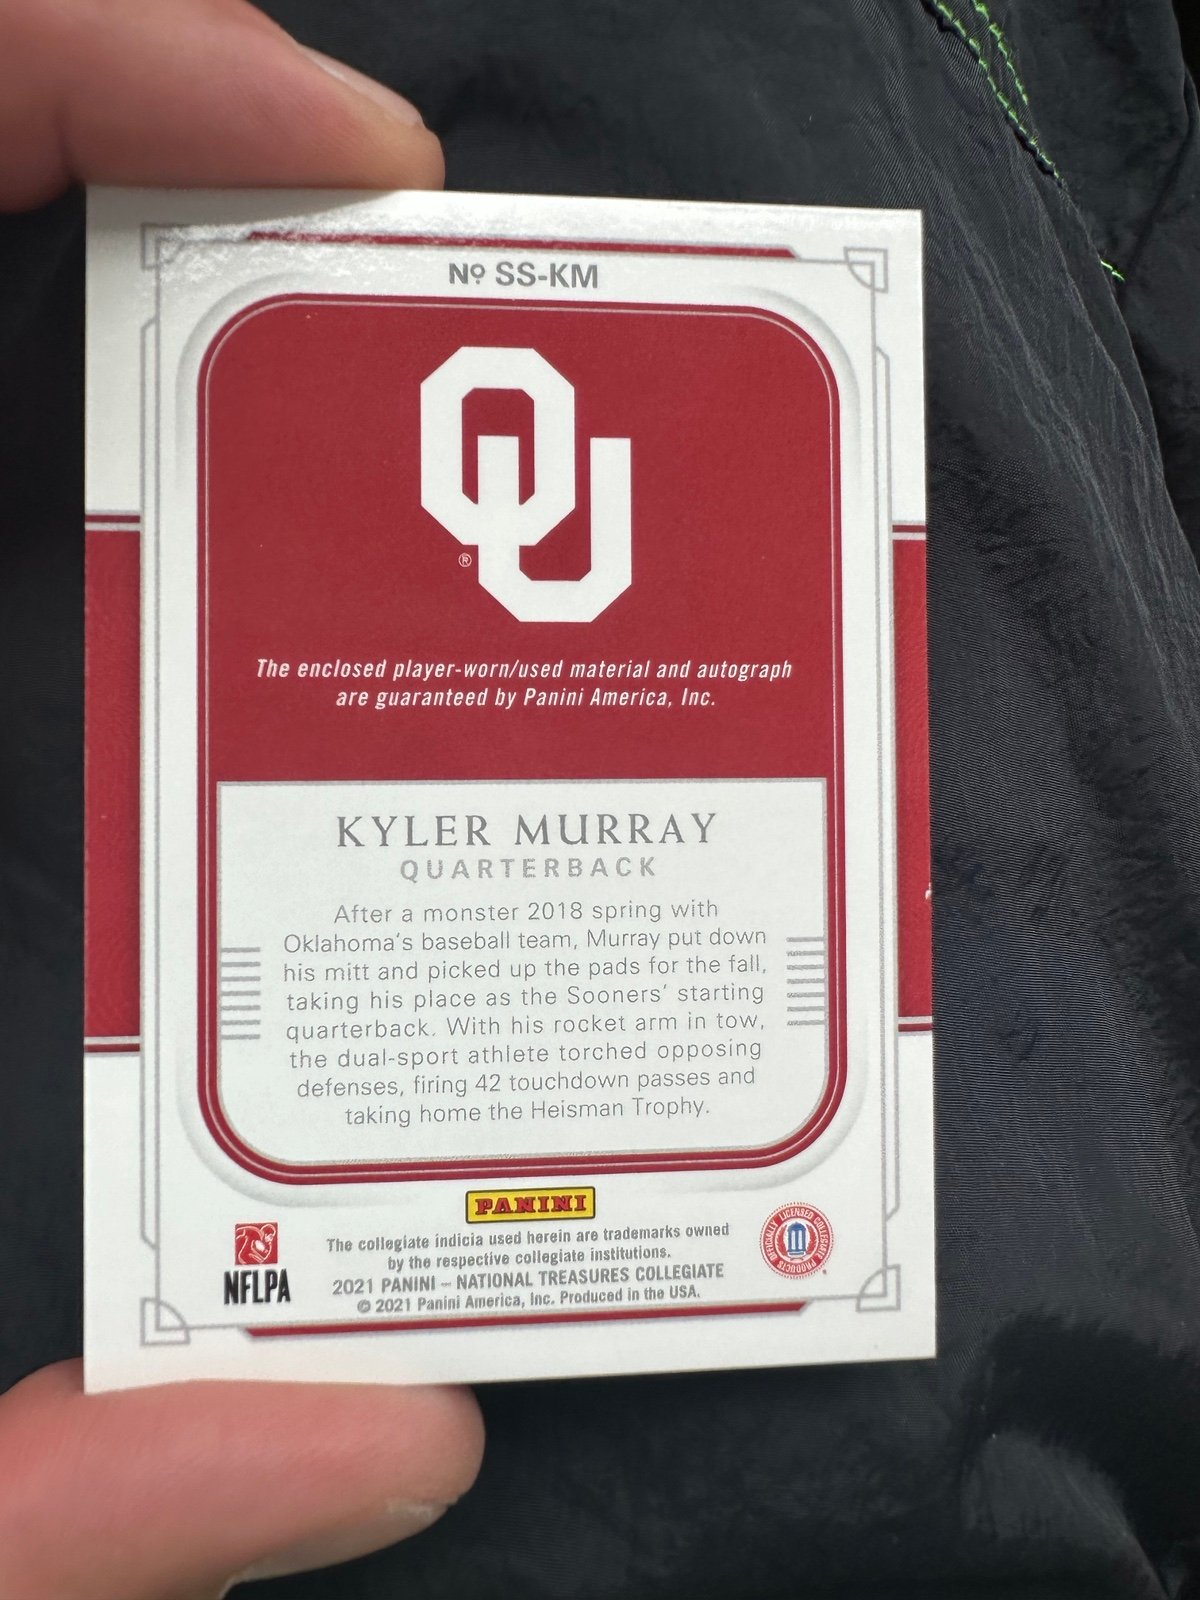 Nº SS-KM
OU
®
The enclosed player-worn/used material and autograph
are guaranteed by Panini America, Inc.
KYLER MURRAY
QUARTERBACK
After a monster 2018 spring with
Oklahoma's baseball team, Murray put down
his mitt and picked up the pads for the fall,
taking his place as the Sooners' starting
quarterback. With his rocket arm in tow,
the dual-sport athlete torched opposing
defenses, firing 42 touchdown passes and
taking home the Heisman Trophy.
PANINI
The collegiate indicia used herein are trademarks owned
by the respective collegiate institutions.
2021 PANINI – NATIONAL TREASURES COLLEGIATE
© 2021 Panini America, Inc. Produced in the USA.
NFLPA
OFFICIALLY LICENSED COLLEGIATE PRODUCTS